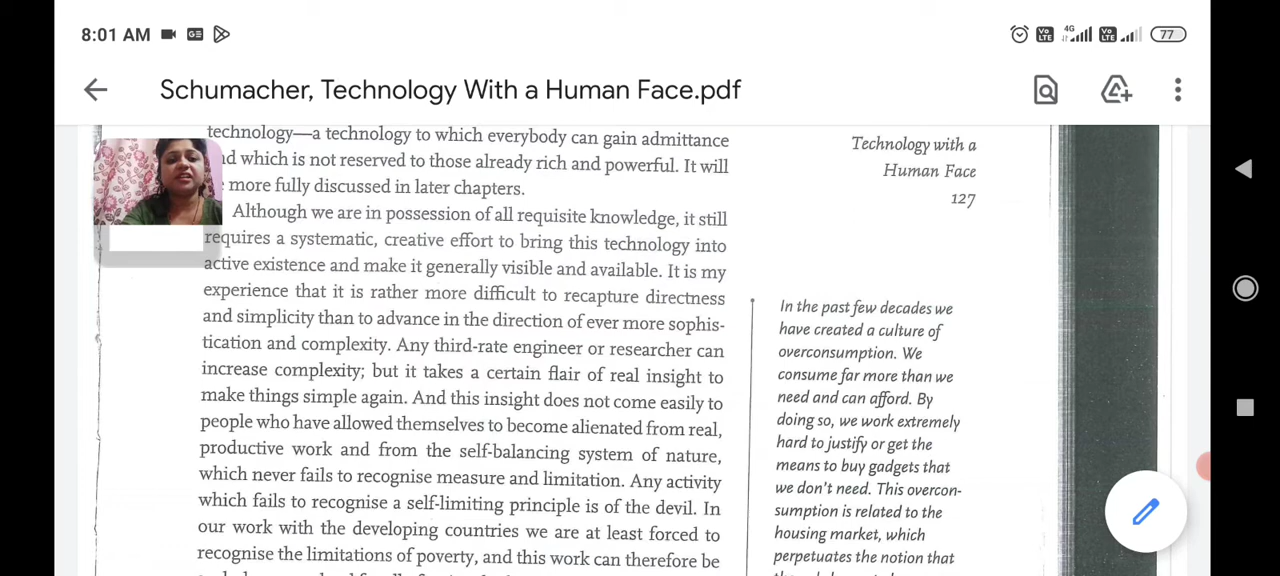 8:01 AM
4G
Vo LTE
Vo LTE
77
Schumacher, Technology With a Human Face.pdf
technology—a technology to which everybody can gain admittance
which is not reserved to those already rich and powerful. It will
more fully discussed in later chapters.
Although we are in possession of all requisite knowledge, it still
requires a systematic, creative effort to bring this technology into
active existence and make it generally visible and available. It is my
experience that it is rather more difficult to recapture directness
and simplicity than to advance in the direction of ever more sophis-
tication and complexity. Any third-rate engineer or researcher can
increase complexity; but it takes a certain flair of real insight to
make things simple again. And this insight does not come easily to
people who have allowed themselves to become alienated from real,
productive work and from the self-balancing system of nature,
which never fails to recognise measure and limitation. Any activity
which fails to recognise a self-limiting principle is of the devil. In
our work with the developing countries we are at least forced to
recognise the limitations of poverty, and this work can therefore be
Technology with a
Human Face
127
In the past few decades we
have created a culture of
overconsumption. We
consume far more than we
need and can afford. By
doing so, we work extremely
hard to justify or get the
means to buy gadgets that
we don't need. This overcon-
sumption is related to the
housing market, which
perpetuates the notion that